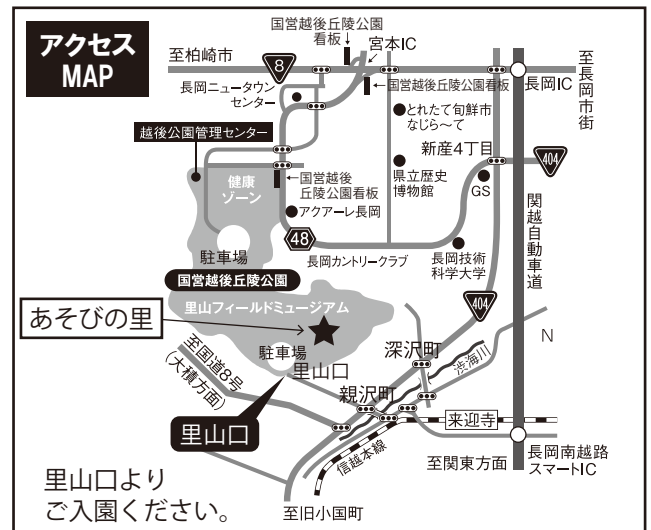 アクセス
MAP
国営越後丘陵公園
看板
宮本IC
至柏崎市
8
国営越後丘陵公園看板
長岡IC
至長岡市街
長岡ニュータウン
センター
とれたて旬鮮市
なじら〜て
越後公園管理センター
新産4丁目
404
健康
ゾーン
国営越後
丘陵公園看板
県立歴史
博物館
GS
アクアーレ長岡
関越自動車道
駐車場
48
長岡カントリークラブ
長岡技術
科学大学
国営越後丘陵公園
里山フィールドミュージアム
404
あそびの里
駐車場
里山口
深沢町
渋海川
N
至国道8号
(大積方面)
親沢町
里山口
来迎寺
信越本線
至関東方面
長岡南越路
スマートIC
里山口より
ご入園ください。
至旧小国町